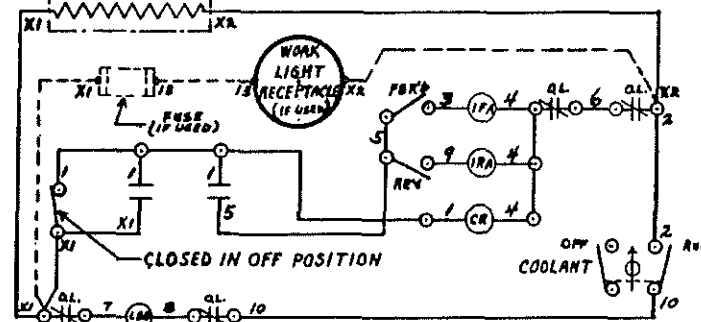 X1 X2
WORK
LIGHT
RECEPTACLE
(IF USED)
X1 13 13 X2
FUSE
(IF USED)
FOR'D 3 1FA 4 O.L. 6 O.L. X2
2
5
1 1 1
9 1RA 4
REV
X1 5
1 CR 4
X1
CLOSED IN OFF POSITION
OFF 2
COOLANT
10
X1 O.L. 7 8 O.L. 10